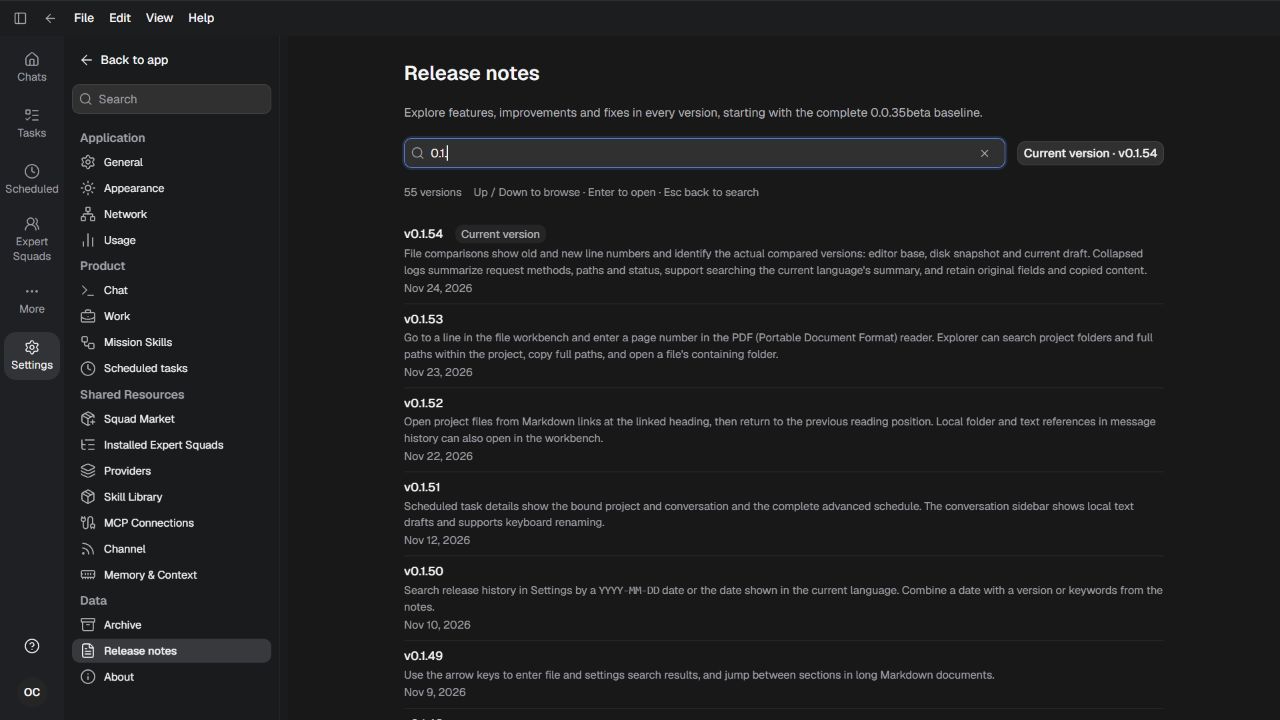 File Edit View Help
Chats
Tasks
Scheduled
Expert
Squads
More
Settings
OC
Back to app
Search
Application
General
Appearance
Network
Usage
Product
Chat
Work
Mission Skills
Scheduled tasks
Shared Resources
Squad Market
Installed Expert Squads
Providers
Skill Library
MCP Connections
Channel
Memory & Context
Data
Archive
Release notes
About
Release notes
Explore features, improvements and fixes in every version, starting with the complete 0.0.35beta baseline.
0.1.
Current version · v0.1.54
55 versions Up / Down to browse · Enter to open · Esc back to search
v0.1.54 Current version
File comparisons show old and new line numbers and identify the actual compared versions: editor base, disk snapshot and current draft. Collapsed
logs summarize request methods, paths and status, support searching the current language's summary, and retain original fields and copied content.
Nov 24, 2026
v0.1.53
Go to a line in the file workbench and enter a page number in the PDF (Portable Document Format) reader. Explorer can search project folders and full
paths within the project, copy full paths, and open a file's containing folder.
Nov 23, 2026
v0.1.52
Open project files from Markdown links at the linked heading, then return to the previous reading position. Local folder and text references in message
history can also open in the workbench.
Nov 22, 2026
v0.1.51
Scheduled task details show the bound project and conversation and the complete advanced schedule. The conversation sidebar shows local text
drafts and supports keyboard renaming.
Nov 12, 2026
v0.1.50
Search release history in Settings by a YYYY-MM-DD date or the date shown in the current language. Combine a date with a version or keywords from the
notes.
Nov 10, 2026
v0.1.49
Use the arrow keys to enter file and settings search results, and jump between sections in long Markdown documents.
Nov 9, 2026